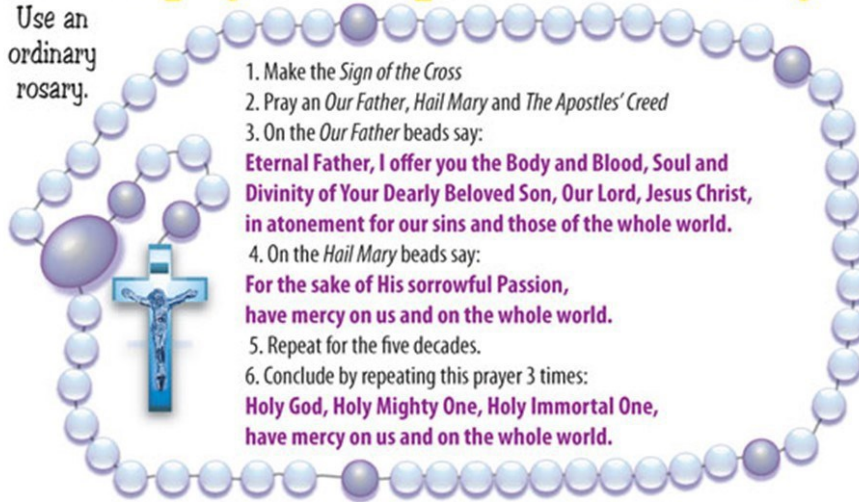 Use an
ordinary
rosary.
1. Make the Sign of the Cross
2. Pray an Our Father, Hail Mary and The Apostles' Creed
3. On the Our Father beads say:
Eternal Father, I offer you the Body and Blood, Soul and
Divinity of Your Dearly Beloved Son, Our Lord, Jesus Christ,
in atonement for our sins and those of the whole world.
4. On the Hail Mary beads say:
For the sake of His sorrowful Passion,
have mercy on us and on the whole world.
5. Repeat for the five decades.
6. Conclude by repeating this prayer 3 times:
Holy God, Holy Mighty One, Holy Immortal One,
have mercy on us and on the whole world.